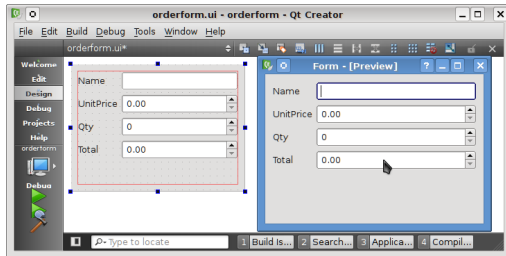 orderform.ui - orderform - Qt Creator
File Edit Build Debug Tools Window Help
orderform.ui*
Welcome
Edit
Design
Debug
Projects
Help
orderform
Debug
Name
UnitPrice 0.00
Qty 0
Total 0.00
Form - [Preview]
Name
UnitPrice 0.00
Qty 0
Total 0.00
Type to locate
1 Build Is... 2 Search... 3 Applica... 4 Compil...